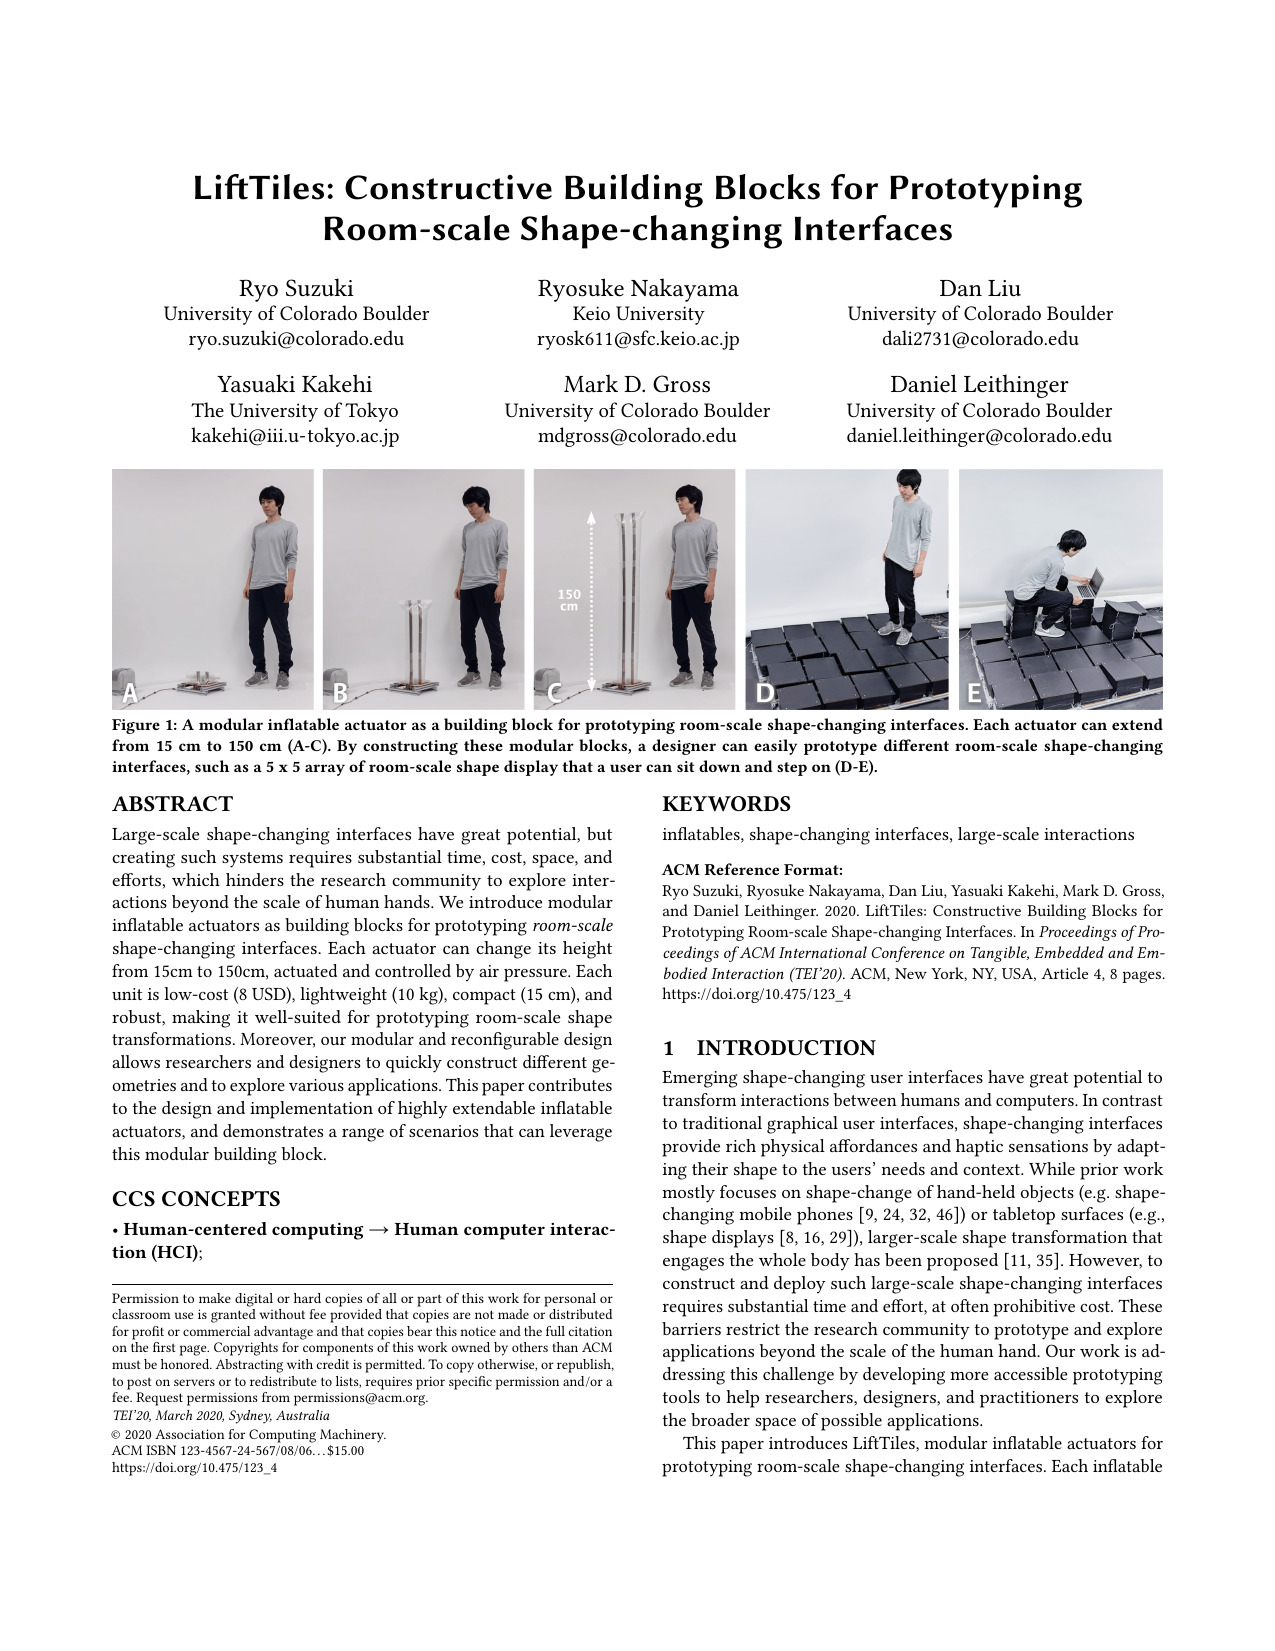 LiftTiles: Constructive Building Blocks for Prototyping
Room-scale Shape-changing Interfaces
Ryo Suzuki
University of Colorado Boulder
ryo.suzuki@colorado.edu
Ryosuke Nakayama
Keio University
ryosk611@sfc.keio.ac.jp
Dan Liu
University of Colorado Boulder
dali2731@colorado.edu
Yasuaki Kakehi
The University of Tokyo
kakehi@iii.u-tokyo.ac.jp
Mark D. Gross
University of Colorado Boulder
mdgross@colorado.edu
Daniel Leithinger
University of Colorado Boulder
daniel.leithinger@colorado.edu
A
B
150
cm
C
D
E
Figure 1: A modular inflatable actuator as a building block for prototyping room-scale shape-changing interfaces. Each actuator can extend
from 15 cm to 150 cm (A-C). By constructing these modular blocks, a designer can easily prototype different room-scale shape-changing
interfaces, such as a 5 x 5 array of room-scale shape display that a user can sit down and step on (D-E).
ABSTRACT
Large-scale shape-changing interfaces have great potential, but
creating such systems requires substantial time, cost, space, and
efforts, which hinders the research community to explore inter-
actions beyond the scale of human hands. We introduce modular
inflatable actuators as building blocks for prototyping room-scale
shape-changing interfaces. Each actuator can change its height
from 15cm to 150cm, actuated and controlled by air pressure. Each
unit is low-cost (8 USD), lightweight (10 kg), compact (15 cm), and
robust, making it well-suited for prototyping room-scale shape
transformations. Moreover, our modular and reconfigurable design
allows researchers and designers to quickly construct different ge-
ometries and to explore various applications. This paper contributes
to the design and implementation of highly extendable inflatable
actuators, and demonstrates a range of scenarios that can leverage
this modular building block.
CCS CONCEPTS
• Human-centered computing → Human computer interac-
tion (HCI);
Permission to make digital or hard copies of all or part of this work for personal or
classroom use is granted without fee provided that copies are not made or distributed
for profit or commercial advantage and that copies bear this notice and the full citation
on the first page. Copyrights for components of this work owned by others than ACM
must be honored. Abstracting with credit is permitted. To copy otherwise, or republish,
to post on servers or to redistribute to lists, requires prior specific permission and/or a
fee. Request permissions from permissions@acm.org.
TEI'20, March 2020, Sydney, Australia
© 2020 Association for Computing Machinery.
ACM ISBN 123-4567-24-567/08/06…$15.00
https://doi.org/10.475/123_4
KEYWORDS
inflatables, shape-changing interfaces, large-scale interactions
ACM Reference Format:
Ryo Suzuki, Ryosuke Nakayama, Dan Liu, Yasuaki Kakehi, Mark D. Gross,
and Daniel Leithinger. 2020. LiftTiles: Constructive Building Blocks for
Prototyping Room-scale Shape-changing Interfaces. In Proceedings of Pro-
ceedings of ACM International Conference on Tangible, Embedded and Em-
bodied Interaction (TEI'20). ACM, New York, NY, USA, Article 4, 8 pages.
https://doi.org/10.475/123_4
1 INTRODUCTION
Emerging shape-changing user interfaces have great potential to
transform interactions between humans and computers. In contrast
to traditional graphical user interfaces, shape-changing interfaces
provide rich physical affordances and haptic sensations by adapt-
ing their shape to the users' needs and context. While prior work
mostly focuses on shape-change of hand-held objects (e.g. shape-
changing mobile phones [9, 24, 32, 46]) or tabletop surfaces (e.g.,
shape displays [8, 16, 29]), larger-scale shape transformation that
engages the whole body has been proposed [11, 35]. However, to
construct and deploy such large-scale shape-changing interfaces
requires substantial time and effort, at often prohibitive cost. These
barriers restrict the research community to prototype and explore
applications beyond the scale of the human hand. Our work is ad-
dressing this challenge by developing more accessible prototyping
tools to help researchers, designers, and practitioners to explore
the broader space of possible applications.
This paper introduces LiftTiles, modular inflatable actuators for
prototyping room-scale shape-changing interfaces. Each inflatable